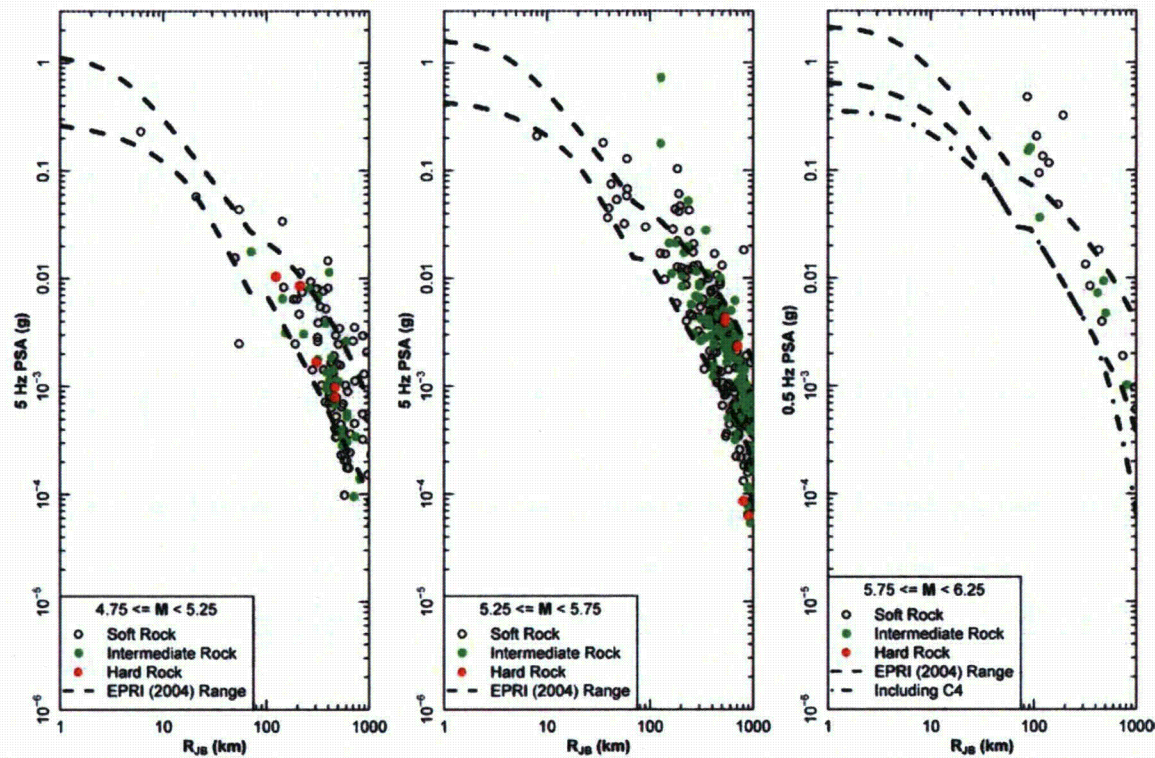 5 Hz PSA (g)
1
0.1
0.01
10⁻³
10⁻⁴
10⁻⁵
10⁻⁶
4.75 <= M < 5.25
Soft Rock
Intermediate Rock
Hard Rock
EPRI (2004) Range
1 10 100 1000
R_JB (km)
5 Hz PSA (g)
1
0.1
0.01
10⁻³
10⁻⁴
10⁻⁵
10⁻⁶
5.25 <= M < 5.75
Soft Rock
Intermediate Rock
Hard Rock
EPRI (2004) Range
1 10 100 1000
R_JB (km)
0.5 Hz PSA (g)
1
0.1
0.01
10⁻³
10⁻⁴
10⁻⁵
10⁻⁶
5.75 <= M < 6.25
Soft Rock
Intermediate Rock
Hard Rock
EPRI (2004) Range
Including C4
1 10 100 1000
R_JB (km)